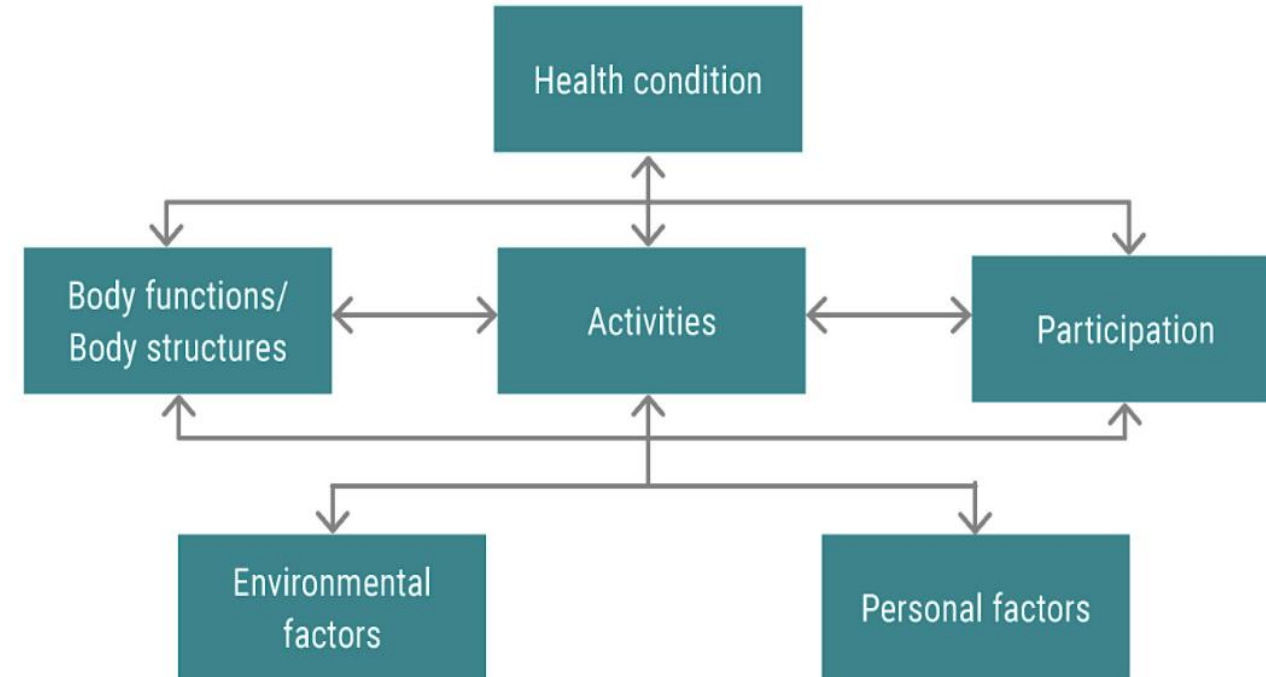 Health condition
Body functions/
Body structures
Activities
Participation
Environmental
factors
Personal factors